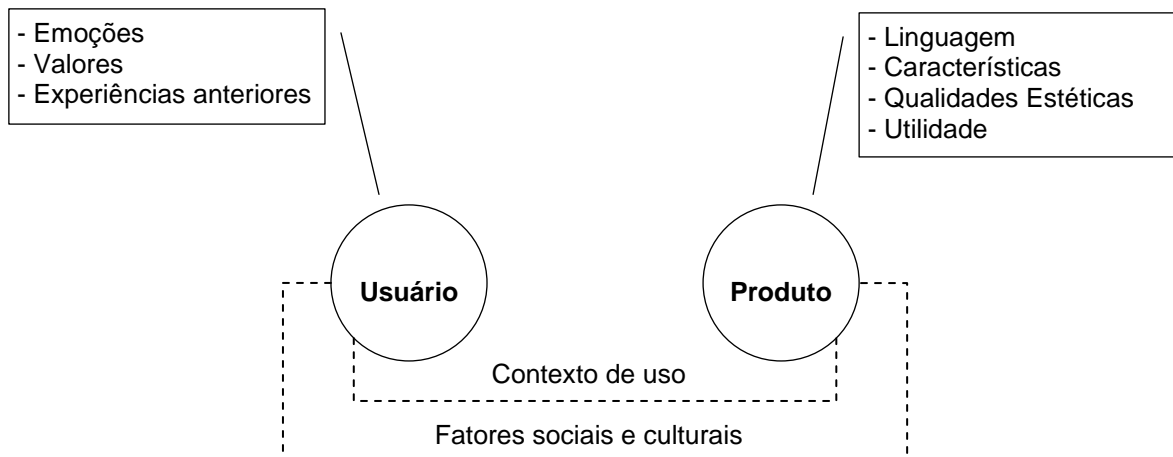 - Emoções
- Valores
- Experiências anteriores
- Linguagem
- Características
- Qualidades Estéticas
- Utilidade
Usuário
Produto
Contexto de uso
Fatores sociais e culturais